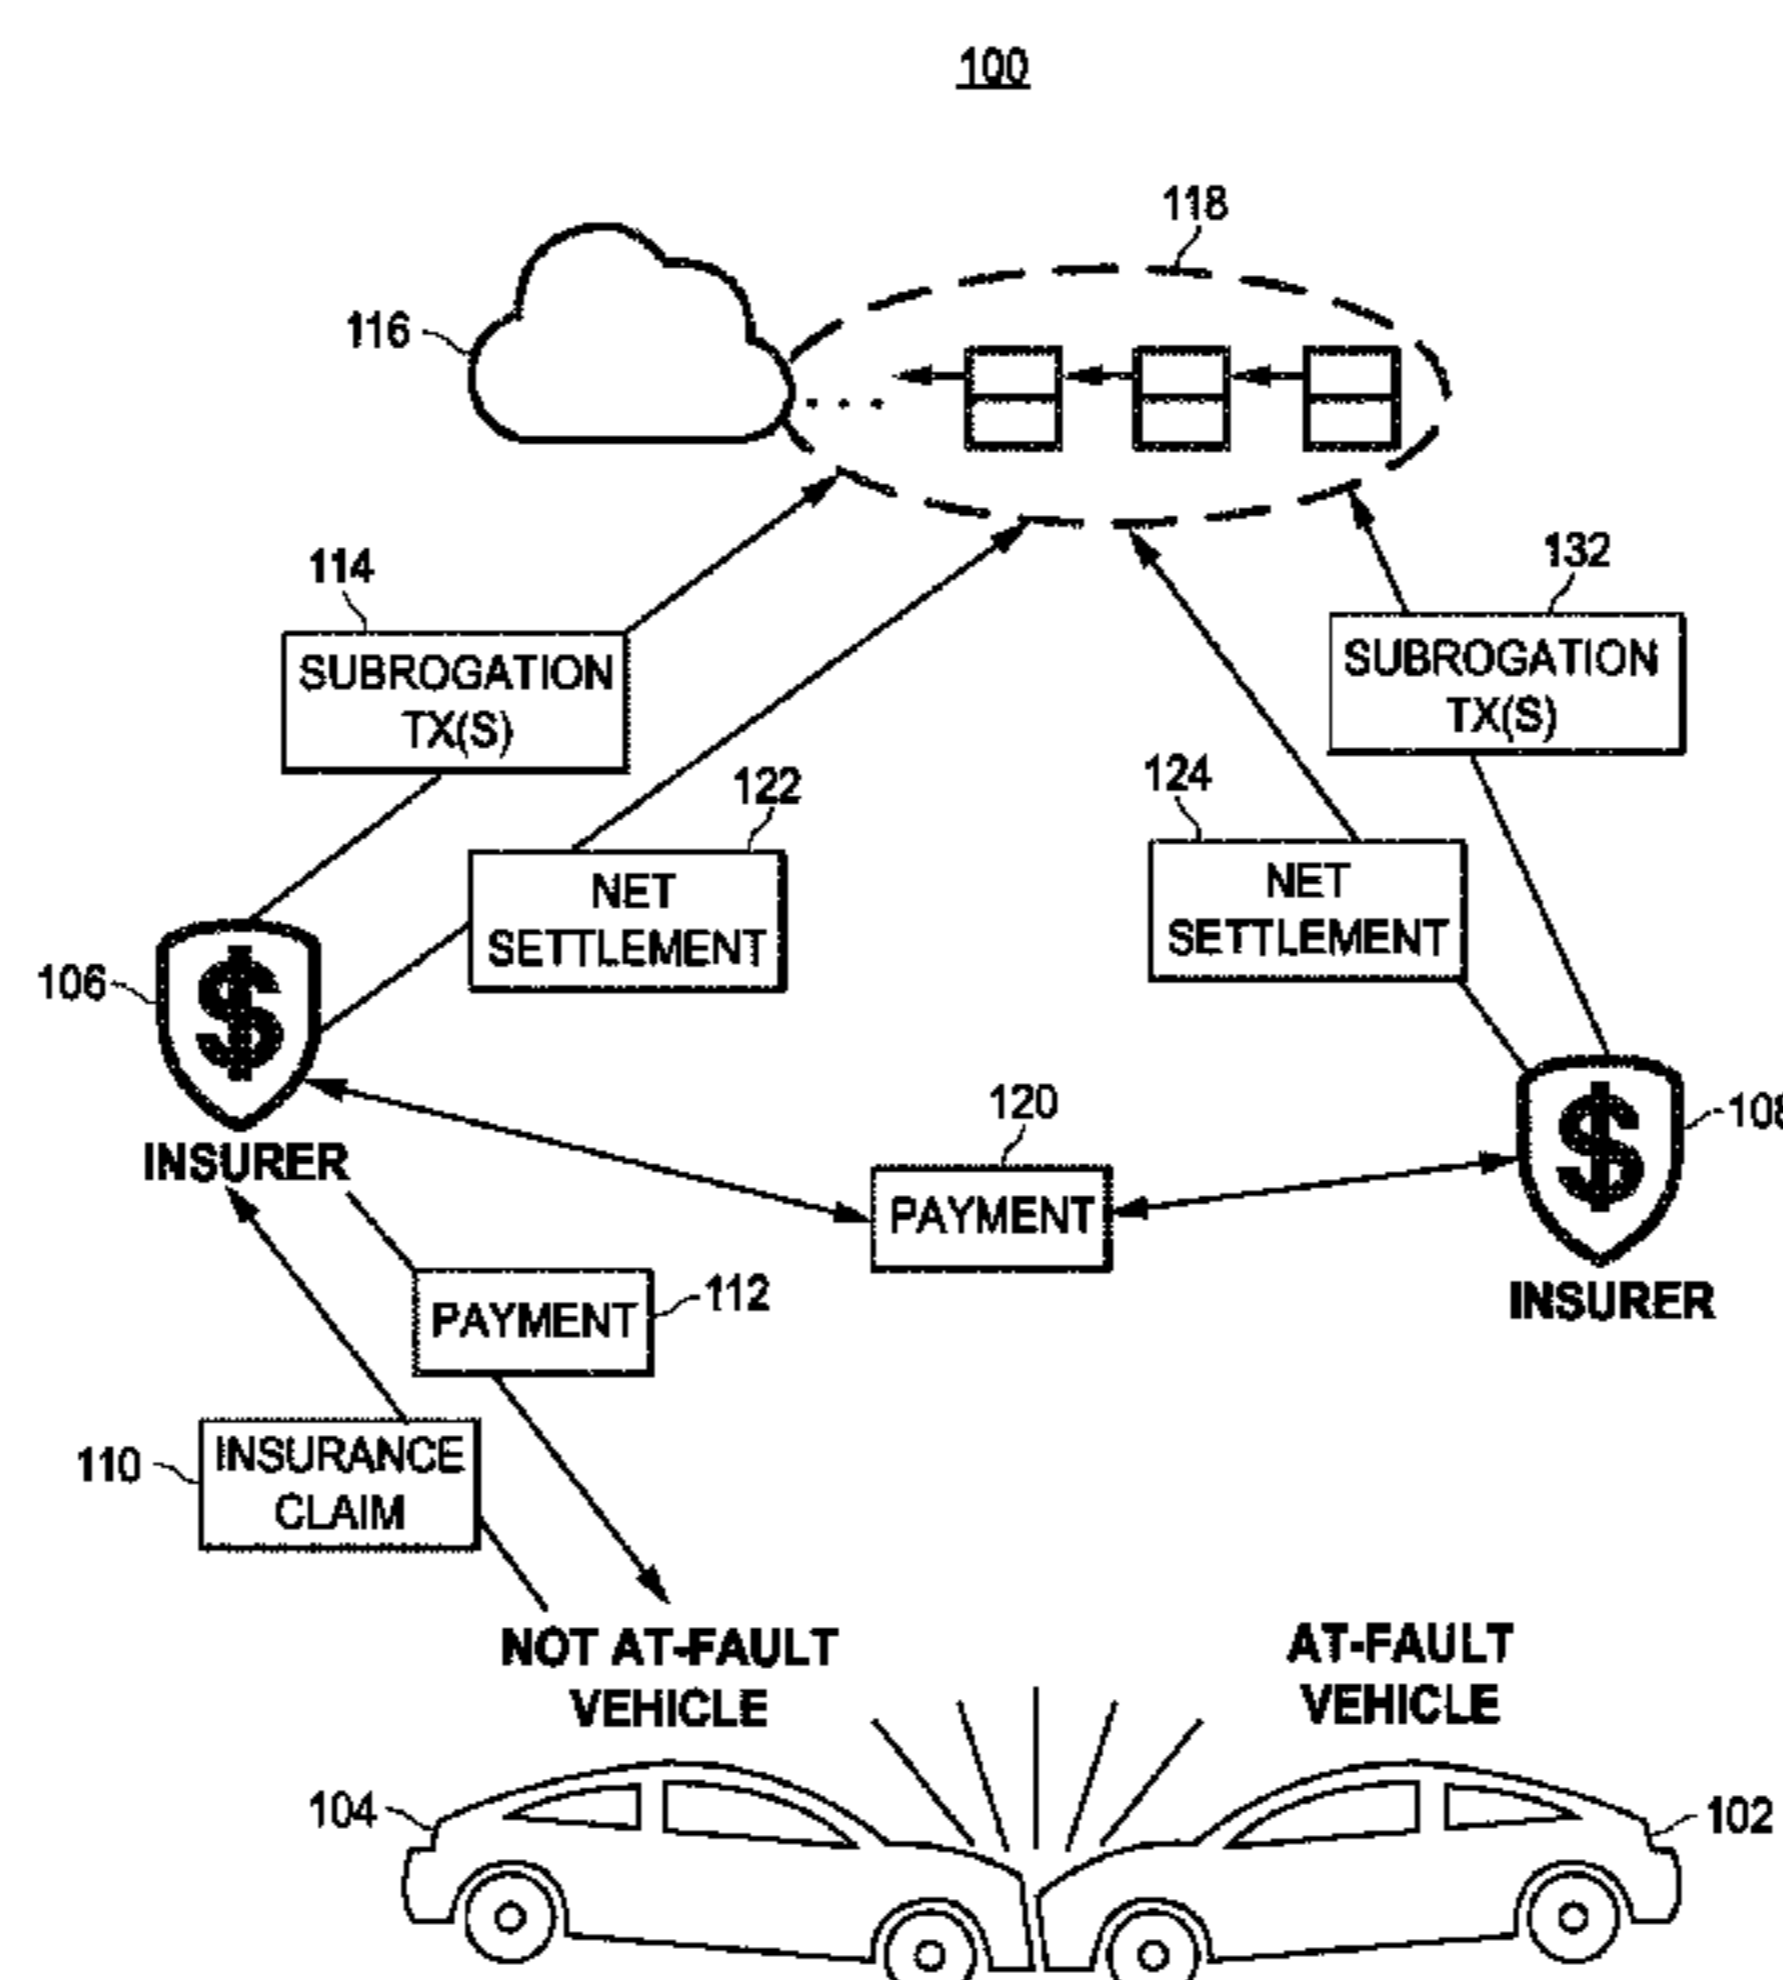 100
118
116
114
132
SUBROGATION
TX(S)
SUBROGATION
TX(S)
122
124
NET
SETTLEMENT
NET
SETTLEMENT
106
$
INSURER
120
PAYMENT
$
108
INSURER
PAYMENT
112
110
INSURANCE
CLAIM
NOT AT-FAULT
VEHICLE
AT-FAULT
VEHICLE
104
102